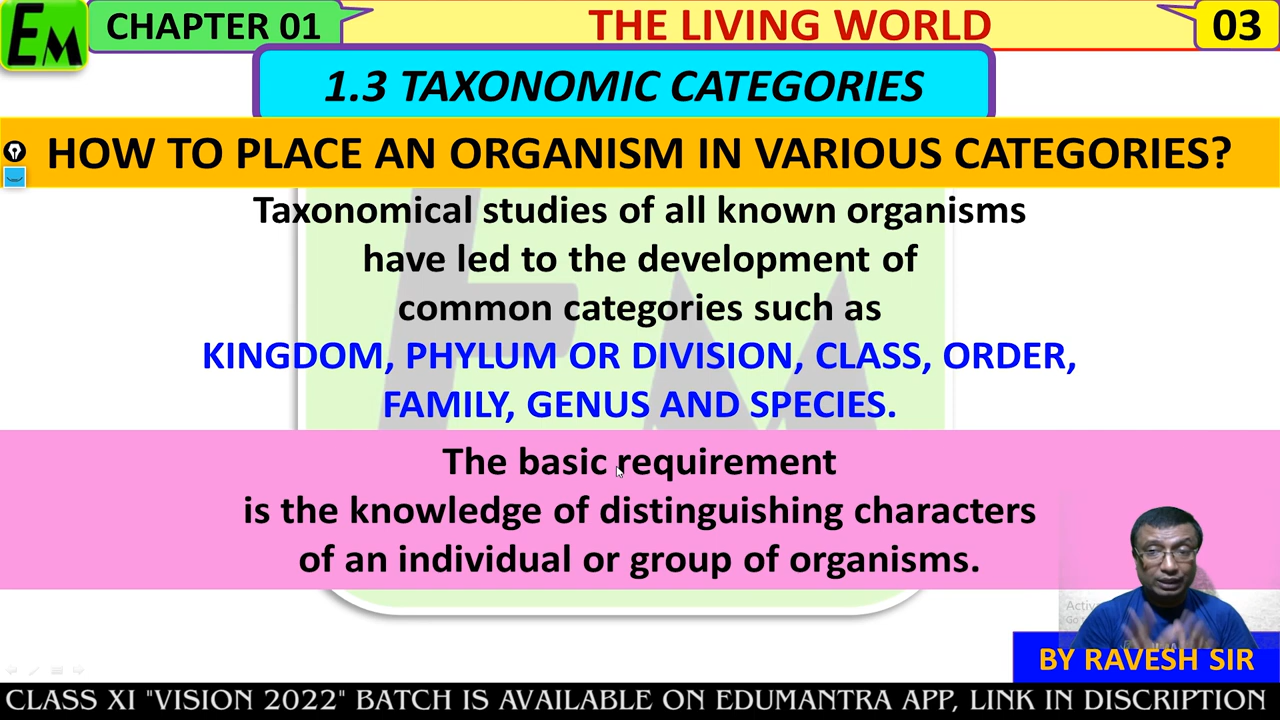 EM
CHAPTER 01
THE LIVING WORLD
03
1.3 TAXONOMIC CATEGORIES
HOW TO PLACE AN ORGANISM IN VARIOUS CATEGORIES?
Taxonomical studies of all known organisms
have led to the development of
common categories such as
KINGDOM, PHYLUM OR DIVISION, CLASS, ORDER,
FAMILY, GENUS AND SPECIES.
The basic requirement
is the knowledge of distinguishing characters
of an individual or group of organisms.
BY RAVESH SIR
CLASS XI "VISION 2022" BATCH IS AVAILABLE ON EDUMANTRA APP, LINK IN DISCRIPTION